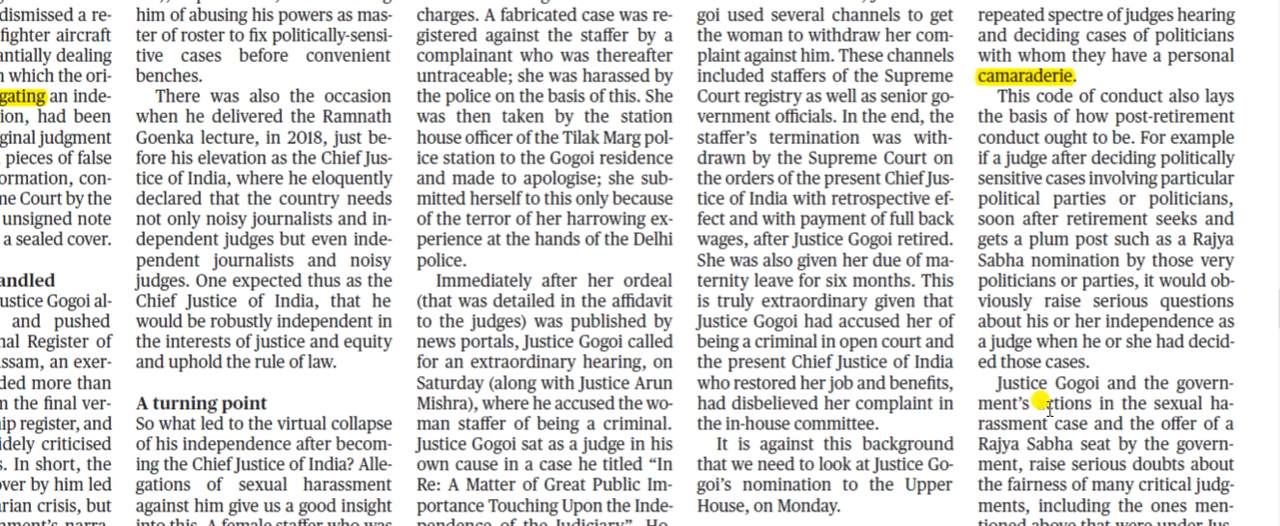 dismissed a re-
fighter aircraft
antially dealing
n which the ori-
gating an inde-
ion, had been
ginal judgment
pieces of false
ormation, con-
ne Court by the
unsigned note
a sealed cover.
andled
ustice Gogoi al-
and pushed
nal Register of
ssam, an exer-
ded more than
n the final ver-
ip register, and
idely criticised
s. In short, the
over by him led
arian crisis, but
him of abusing his powers as mas-
ter of roster to fix politically-sensi-
tive cases before convenient
benches.
There was also the occasion
when he delivered the Ramnath
Goenka lecture, in 2018, just be-
fore his elevation as the Chief Jus-
tice of India, where he eloquently
declared that the country needs
not only noisy journalists and in-
dependent judges but even inde-
pendent journalists and noisy
judges. One expected thus as the
Chief Justice of India, that he
would be robustly independent in
the interests of justice and equity
and uphold the rule of law.
A turning point
So what led to the virtual collapse
of his independence after becom-
ing the Chief Justice of India? Alle-
gations of sexual harassment
against him give us a good insight
into this. A female staffer who was
charges. A fabricated case was re-
gistered against the staffer by a
complainant who was thereafter
untraceable; she was harassed by
the police on the basis of this. She
was then taken by the station
house officer of the Tilak Marg pol-
ice station to the Gogoi residence
and made to apologise; she sub-
mitted herself to this only because
of the terror of her harrowing ex-
perience at the hands of the Delhi
police.
Immediately after her ordeal
(that was detailed in the affidavit
to the judges) was published by
news portals, Justice Gogoi called
for an extraordinary hearing, on
Saturday (along with Justice Arun
Mishra), where he accused the wo-
man staffer of being a criminal.
Justice Gogoi sat as a judge in his
own cause in a case he titled “In
Re: A Matter of Great Public Im-
portance Touching Upon the Inde-
pendence of the Judiciary”. Ho-
goi used several channels to get
the woman to withdraw her com-
plaint against him. These channels
included staffers of the Supreme
Court registry as well as senior go-
vernment officials. In the end, the
staffer’s termination was with-
drawn by the Supreme Court on
the orders of the present Chief Jus-
tice of India with retrospective ef-
fect and with payment of full back
wages, after Justice Gogoi retired.
She was also given her due of ma-
ternity leave for six months. This
is truly extraordinary given that
Justice Gogoi had accused her of
being a criminal in open court and
the present Chief Justice of India
who restored her job and benefits,
had disbelieved her complaint in
the in-house committee.
It is against this background
that we need to look at Justice Go-
goi’s nomination to the Upper
House, on Monday.
repeated spectre of judges hearing
and deciding cases of politicians
with whom they have a personal
camaraderie.
This code of conduct also lays
the basis of how post-retirement
conduct ought to be. For example
if a judge after deciding politically
sensitive cases involving particular
political parties or politicians,
soon after retirement seeks and
gets a plum post such as a Rajya
Sabha nomination by those very
politicians or parties, it would ob-
viously raise serious questions
about his or her independence as
a judge when he or she had decid-
ed those cases.
Justice Gogoi and the govern-
ment’s actions in the sexual ha-
rassment case and the offer of a
Rajya Sabha seat by the govern-
ment, raise serious doubts about
the fairness of many critical judg-
ments, including the ones men-
tioned above that were under Jus-